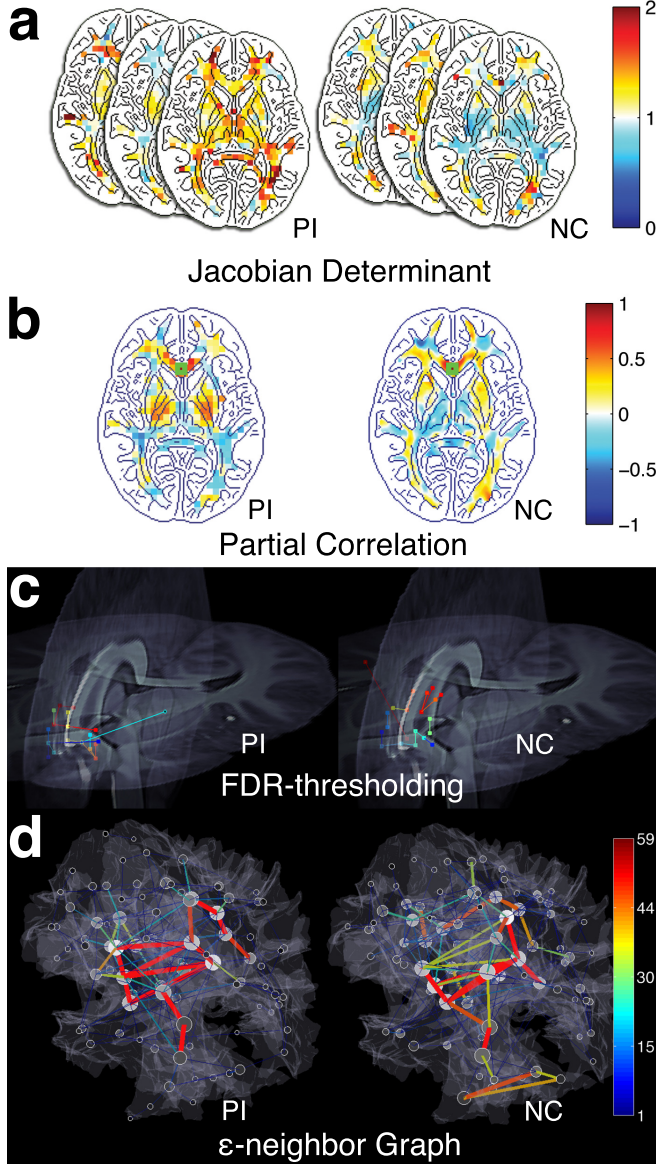 a
2
1
0
PI
NC
Jacobian Determinant
b
1
0.5
0
−0.5
−1
PI
NC
Partial Correlation
c
PI
NC
FDR-thresholding
d
59
44
30
15
1
PI
NC
ε-neighbor Graph